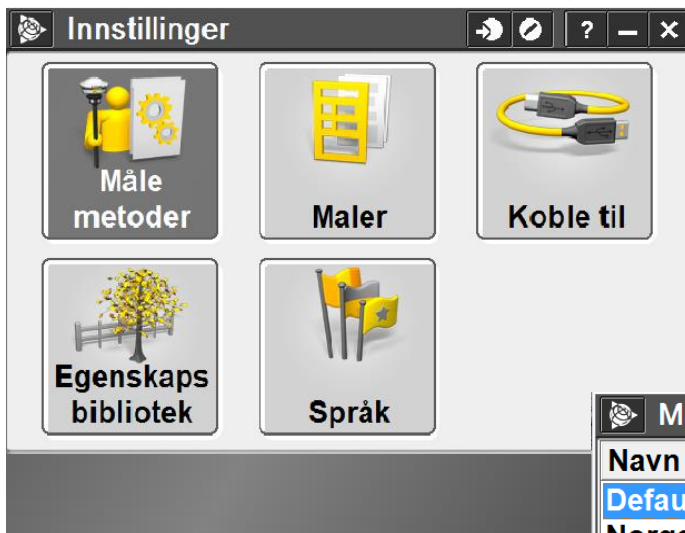 Innstillinger
?
Måle
metoder
Maler
Koble til
Egenskaps
bibliotek
Språk
M
Navn
Defau